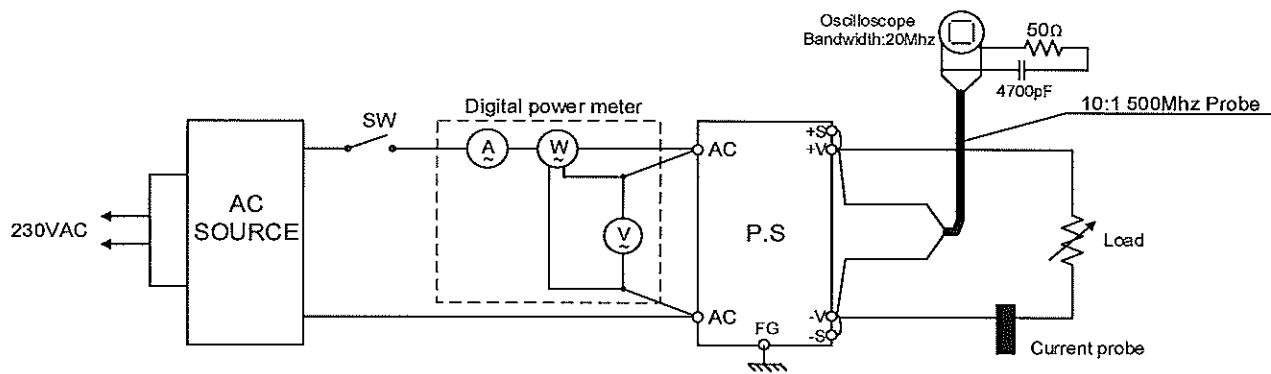 Oscilloscope
Bandwidth:20Mhz
50Ω
4700pF
10:1 500Mhz Probe
Digital power meter
SW
A
~
W
~
V
~
230VAC
AC
SOURCE
AC
AC
P.S
FG
+S
+V
-V
-S
Load
Current probe